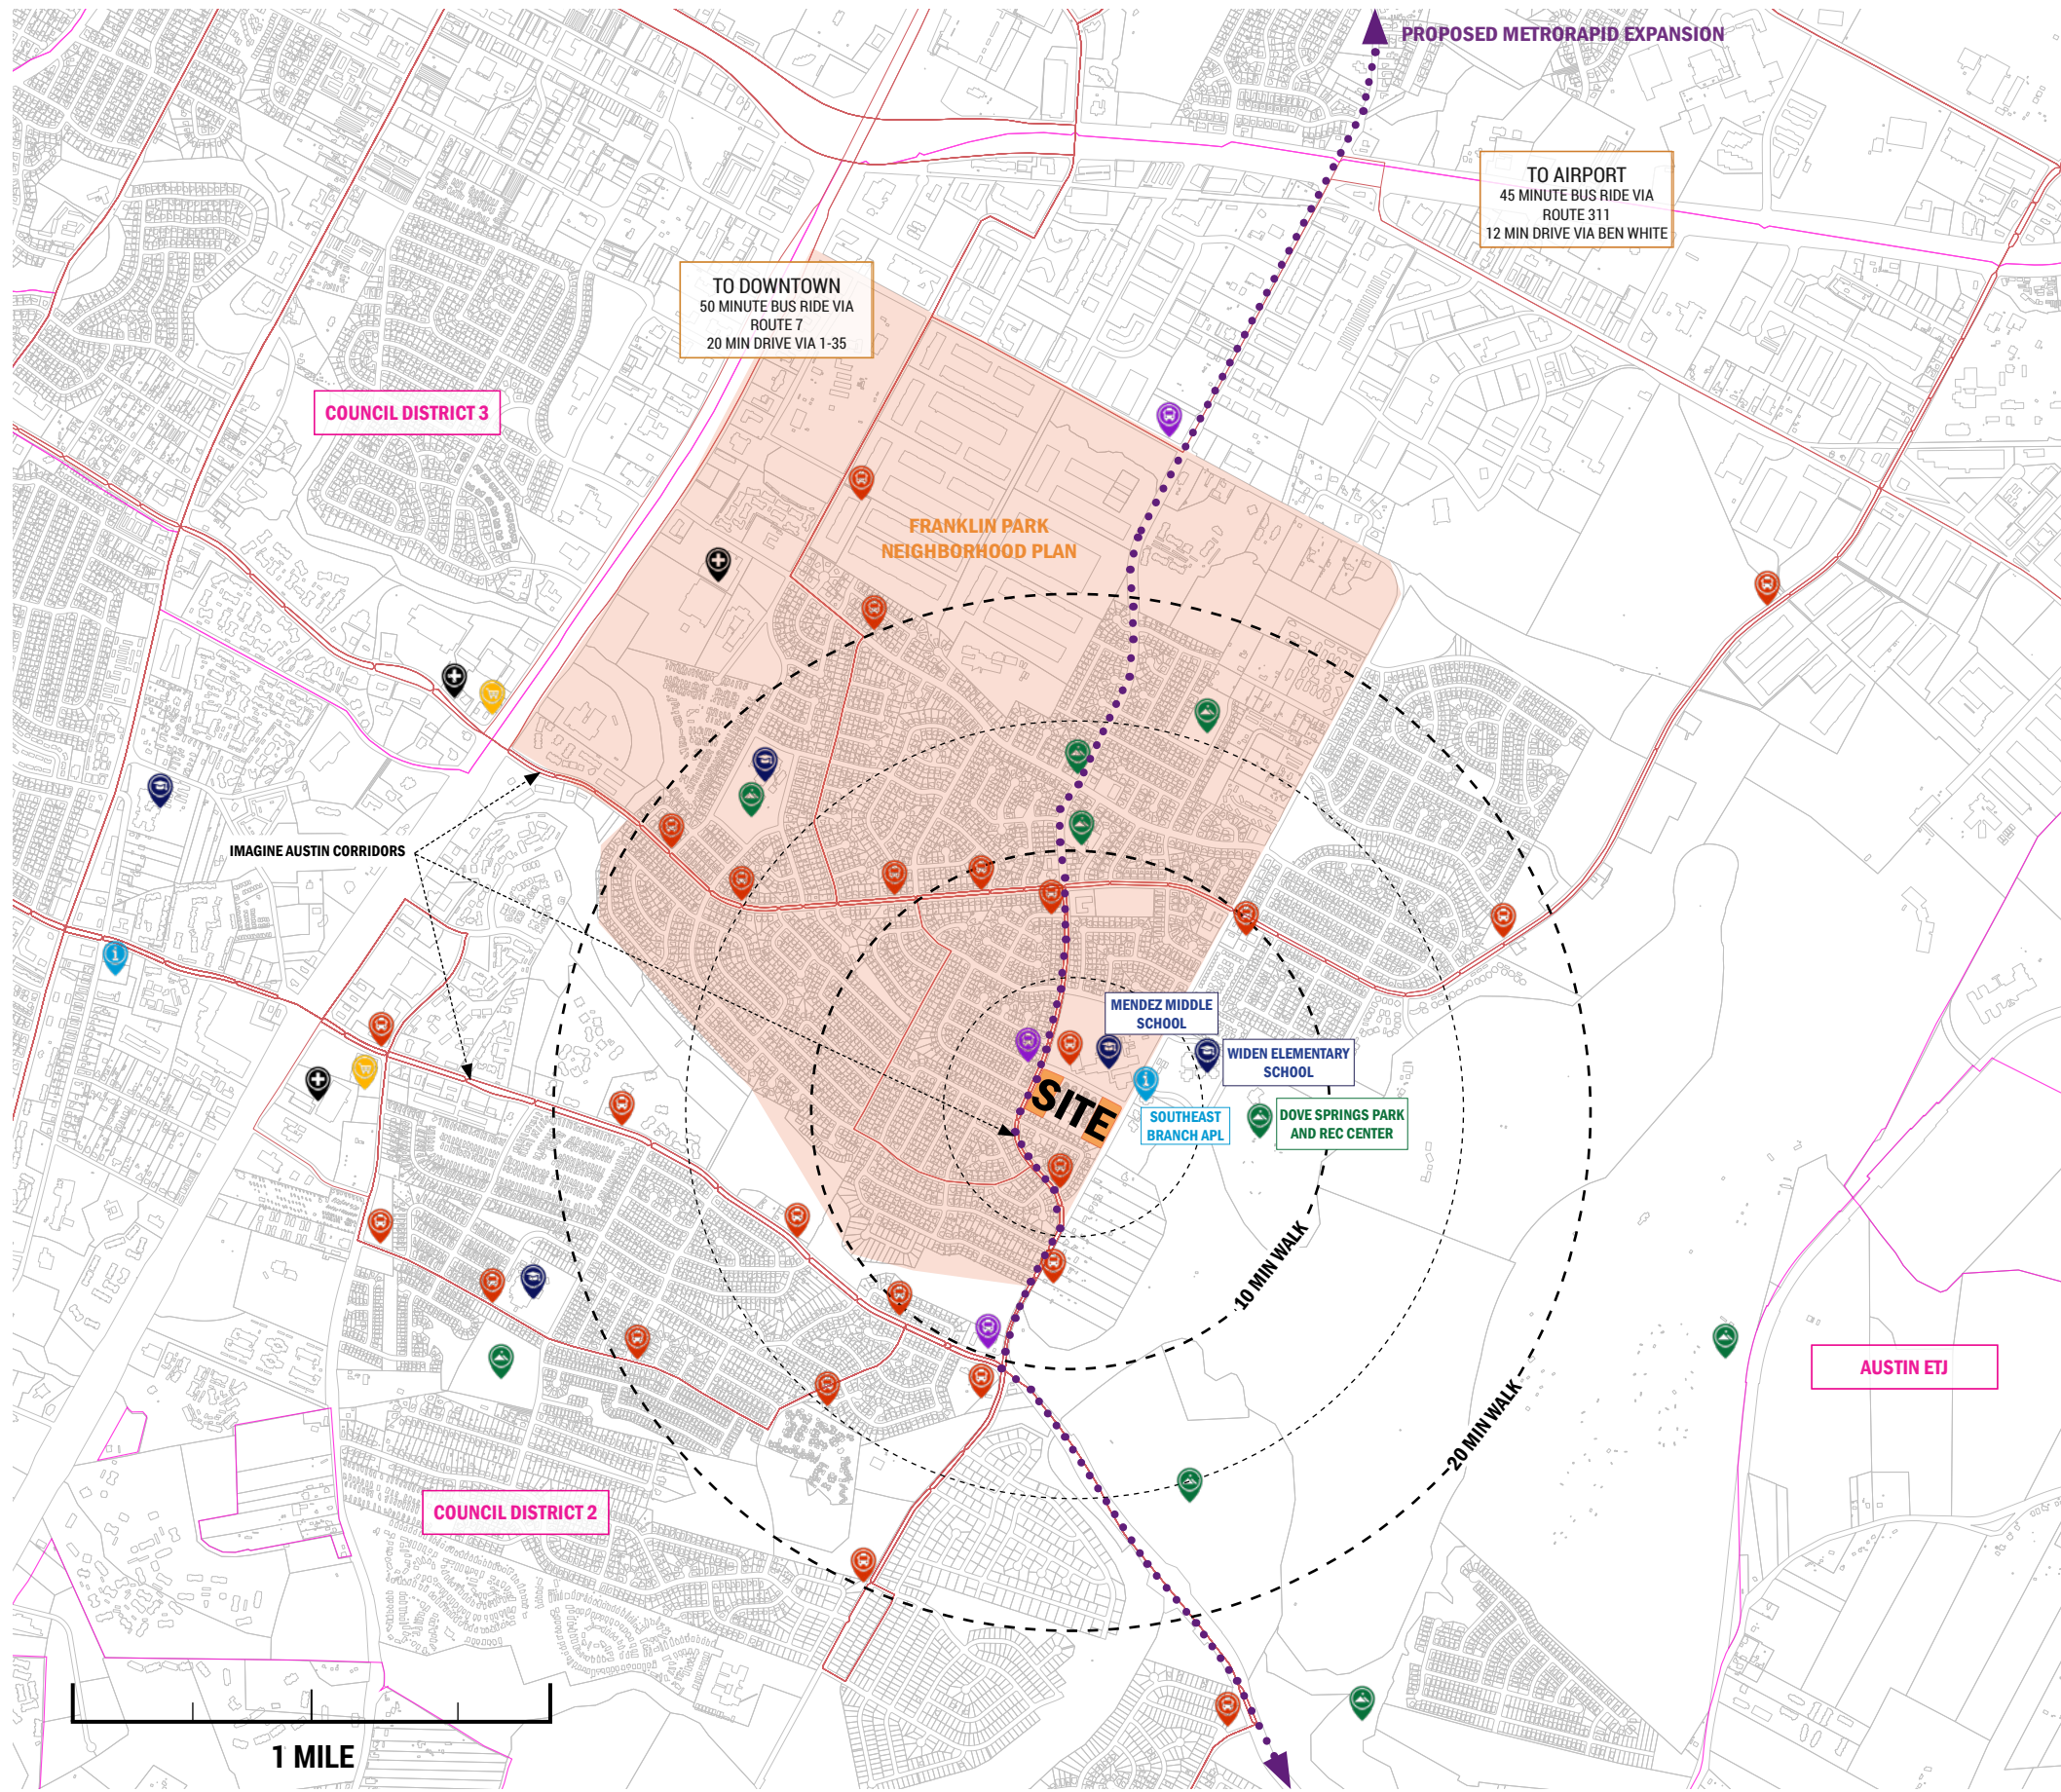 PROPOSED METRORAPID EXPANSION
TO AIRPORT
45 MINUTE BUS RIDE VIA
ROUTE 311
12 MIN DRIVE VIA BEN WHITE
TO DOWNTOWN
50 MINUTE BUS RIDE VIA
ROUTE 7
20 MIN DRIVE VIA 1-35
COUNCIL DISTRICT 3
FRANKLIN PARK
NEIGHBORHOOD PLAN
IMAGINE AUSTIN CORRIDORS
MENDEZ MIDDLE
SCHOOL
WIDEN ELEMENTARY
SCHOOL
SITE
SOUTHEAST
BRANCH APL
DOVE SPRINGS PARK
AND REC CENTER
10 MIN WALK
20 MIN WALK
AUSTIN ETJ
COUNCIL DISTRICT 2
1 MILE